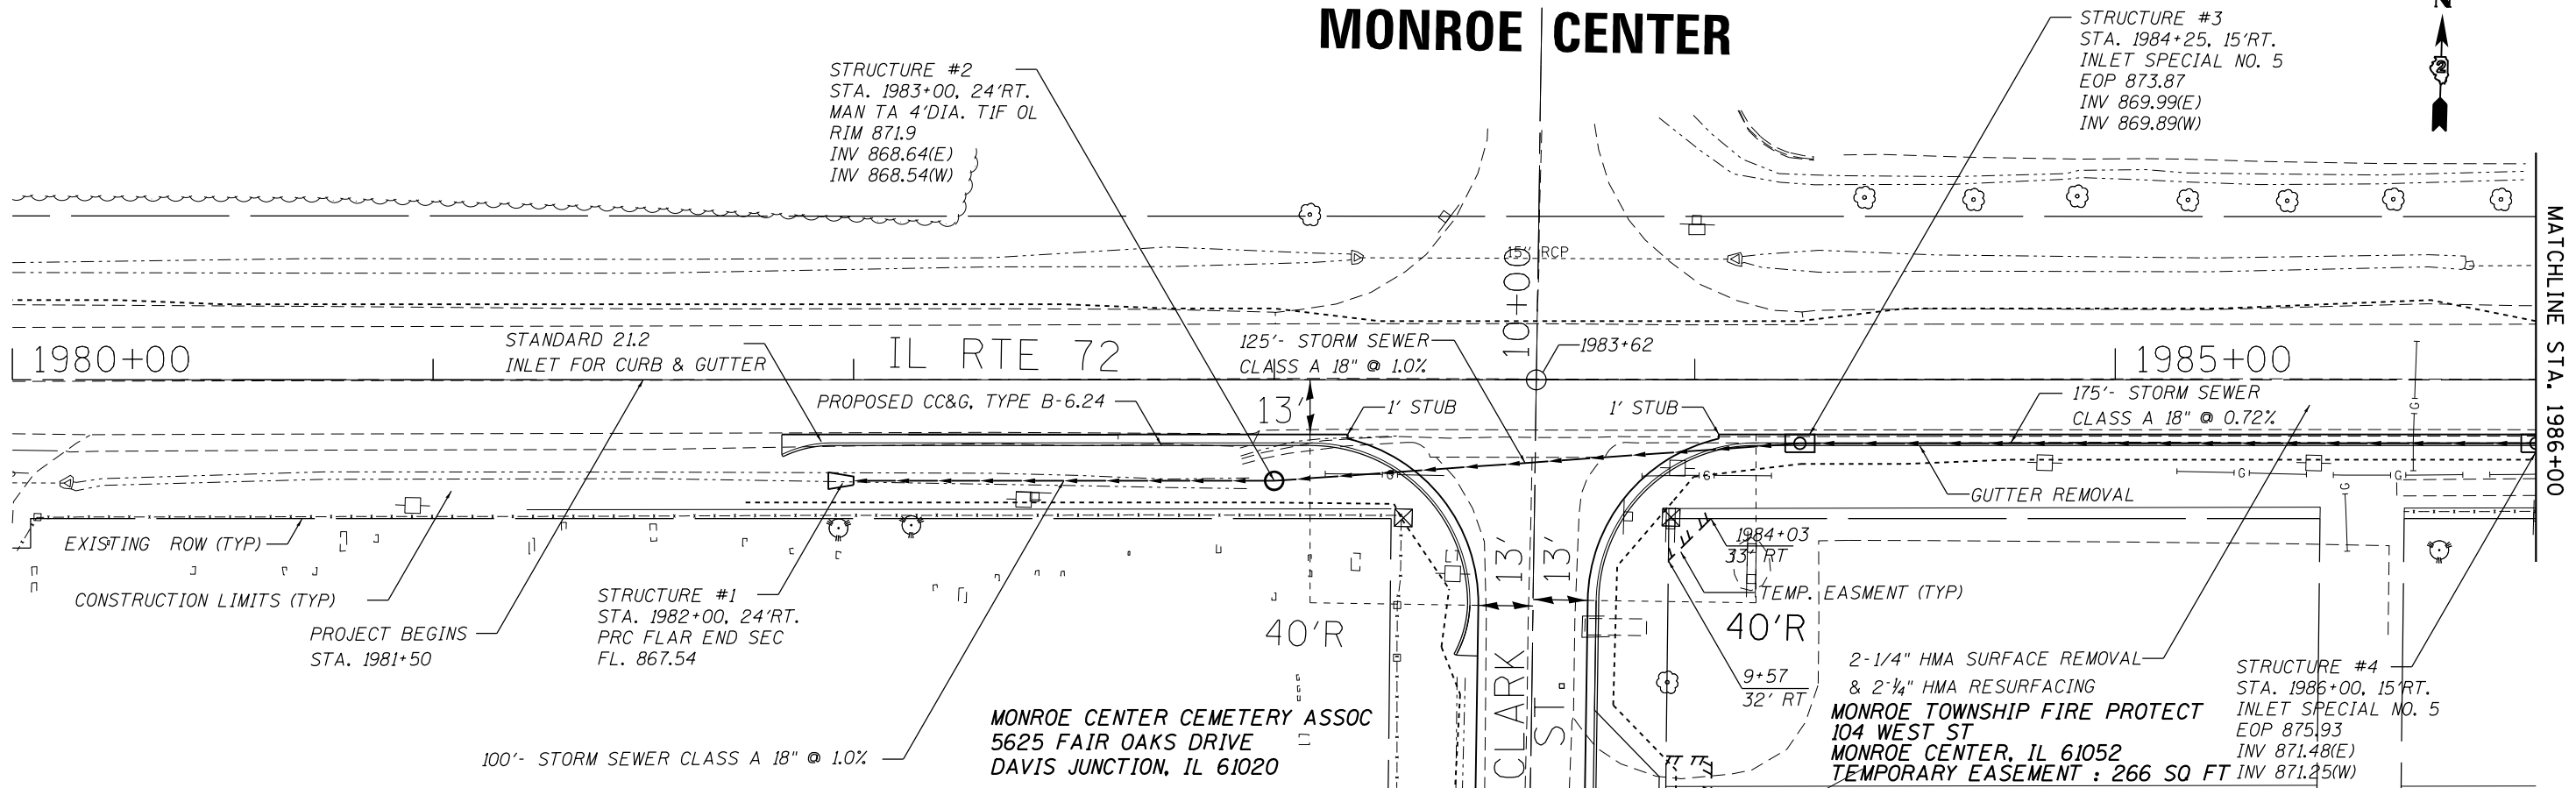 MONROE CENTER
N
2
STRUCTURE #2
STA. 1983+00, 24'RT.
MAN TA 4'DIA. T1F OL
RIM 871.9
INV 868.64(E)
INV 868.54(W)
STRUCTURE #3
STA. 1984+25, 15'RT.
INLET SPECIAL NO. 5
EOP 873.87
INV 869.99(E)
INV 869.89(W)
MATCHLINE STA. 1986+00
15" RCP
10+00
1980+00
STANDARD 21.2
INLET FOR CURB & GUTTER
IL RTE 72
125'- STORM SEWER
CLASS A 18" @ 1.0%
1983+62
1985+00
PROPOSED CC&G, TYPE B-6.24
13'
1' STUB
1' STUB
175'- STORM SEWER
CLASS A 18" @ 0.72%
G
G
G
G
G
G
G
GUTTER REMOVAL
EXISTING ROW (TYP)
CONSTRUCTION LIMITS (TYP)
PROJECT BEGINS
STA. 1981+50
STRUCTURE #1
STA. 1982+00, 24'RT.
PRC FLAR END SEC
FL. 867.54
100'- STORM SEWER CLASS A 18" @ 1.0%
13'
13'
1984+03
33' RT
TEMP. EASMENT (TYP)
40'R
40'R
CLARK ST.
9+57
32' RT
2-1/4" HMA SURFACE REMOVAL
& 2-1/4" HMA RESURFACING
STRUCTURE #4
STA. 1986+00, 15'RT.
INLET SPECIAL NO. 5
EOP 875.93
INV 871.48(E)
INV 871.25(W)
MONROE CENTER CEMETERY ASSOC
5625 FAIR OAKS DRIVE
DAVIS JUNCTION, IL 61020
MONROE TOWNSHIP FIRE PROTECT
104 WEST ST
MONROE CENTER, IL 61052
TEMPORARY EASEMENT : 266 SQ FT